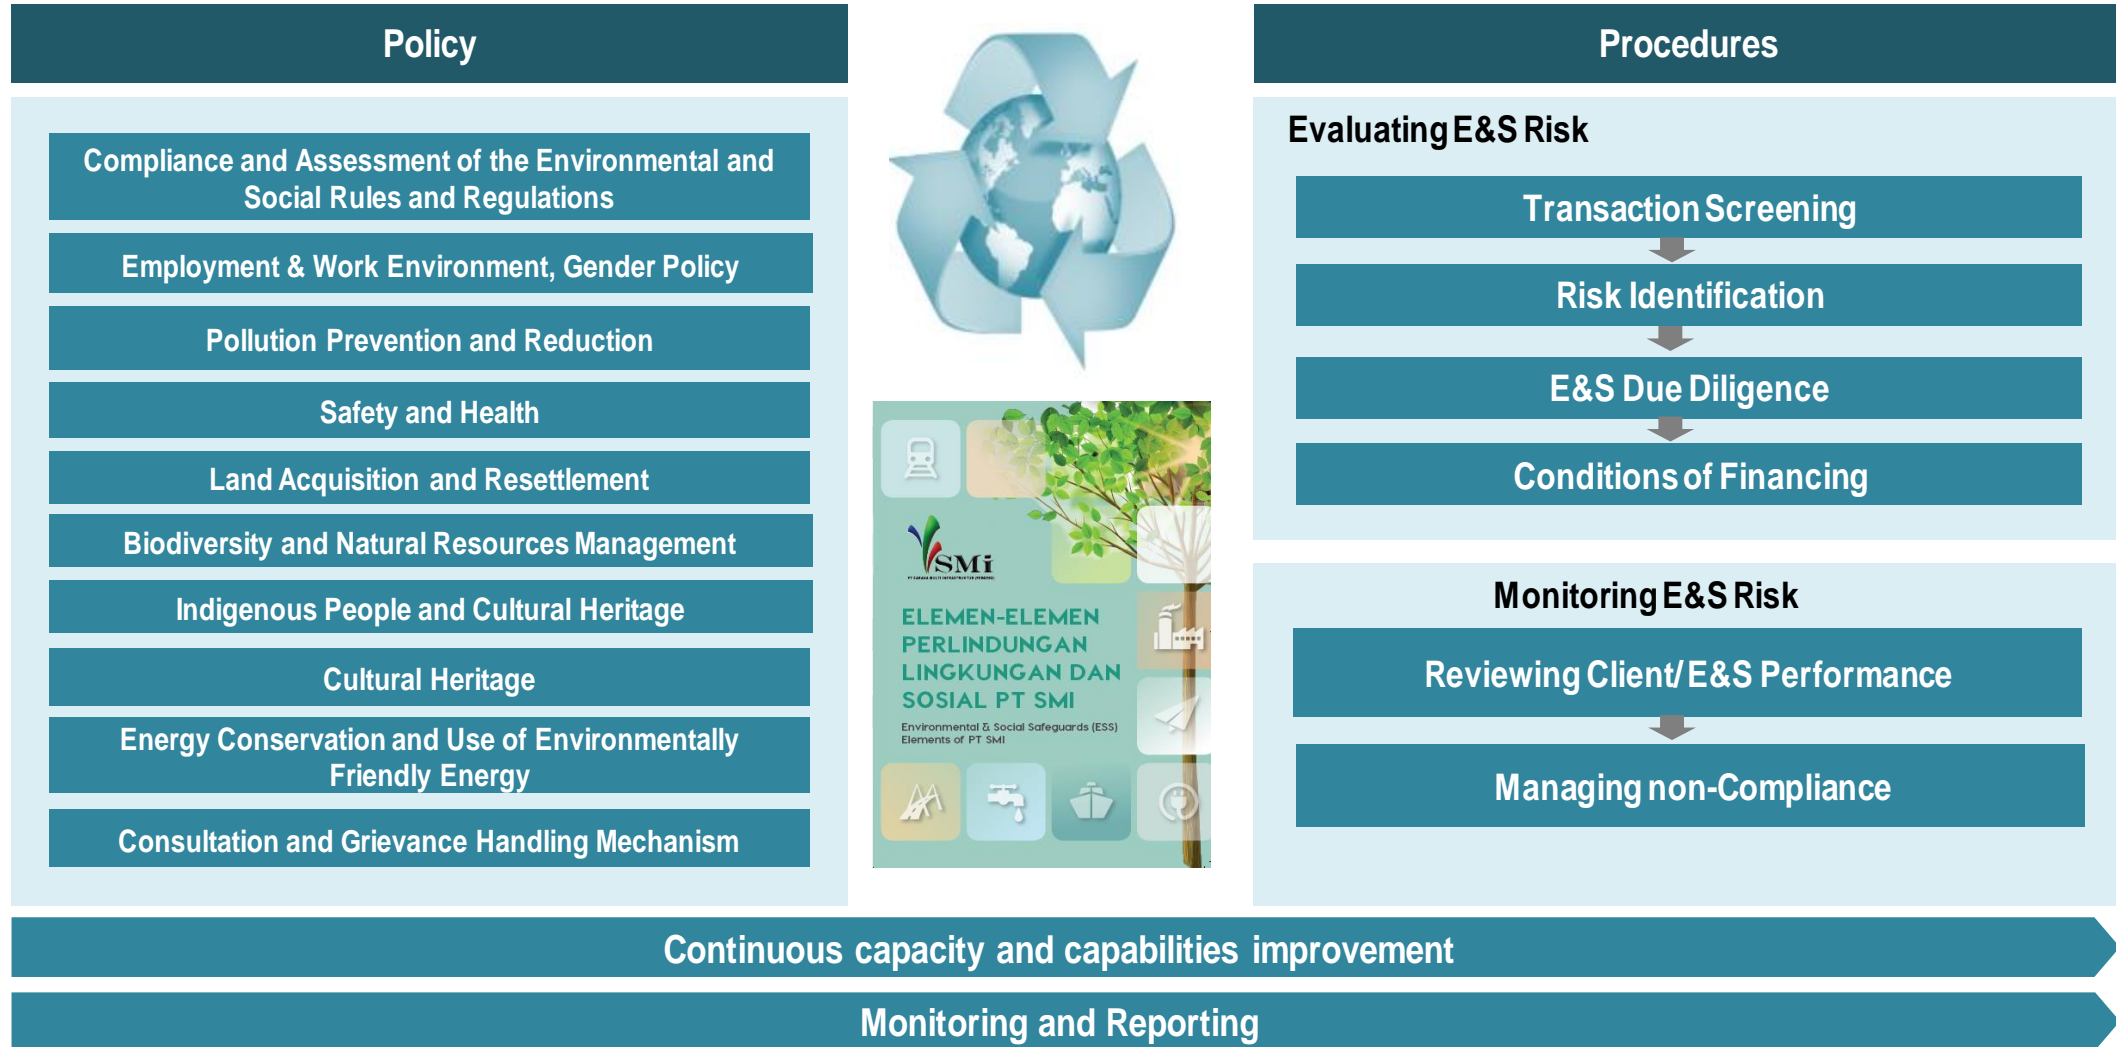 Policy
Compliance and Assessment of the Environmental and
Social Rules and Regulations
Employment & Work Environment, Gender Policy
Pollution Prevention and Reduction
Safety and Health
Land Acquisition and Resettlement
Biodiversity and Natural Resources Management
Indigenous People and Cultural Heritage
Cultural Heritage
Energy Conservation and Use of Environmentally
Friendly Energy
Consultation and Grievance Handling Mechanism
SMi
PT SARANA MULTI INFRASTRUKTUR (PERSERO)
ELEMEN-ELEMEN
PERLINDUNGAN
LINGKUNGAN DAN
SOSIAL PT SMI
Environmental & Social Safeguards (ESS)
Elements of PT SMI
Procedures
Evaluating E&S Risk
Transaction Screening
Risk Identification
E&S Due Diligence
Conditions of Financing
Monitoring E&S Risk
Reviewing Client/ E&S Performance
Managing non-Compliance
Continuous capacity and capabilities improvement
Monitoring and Reporting